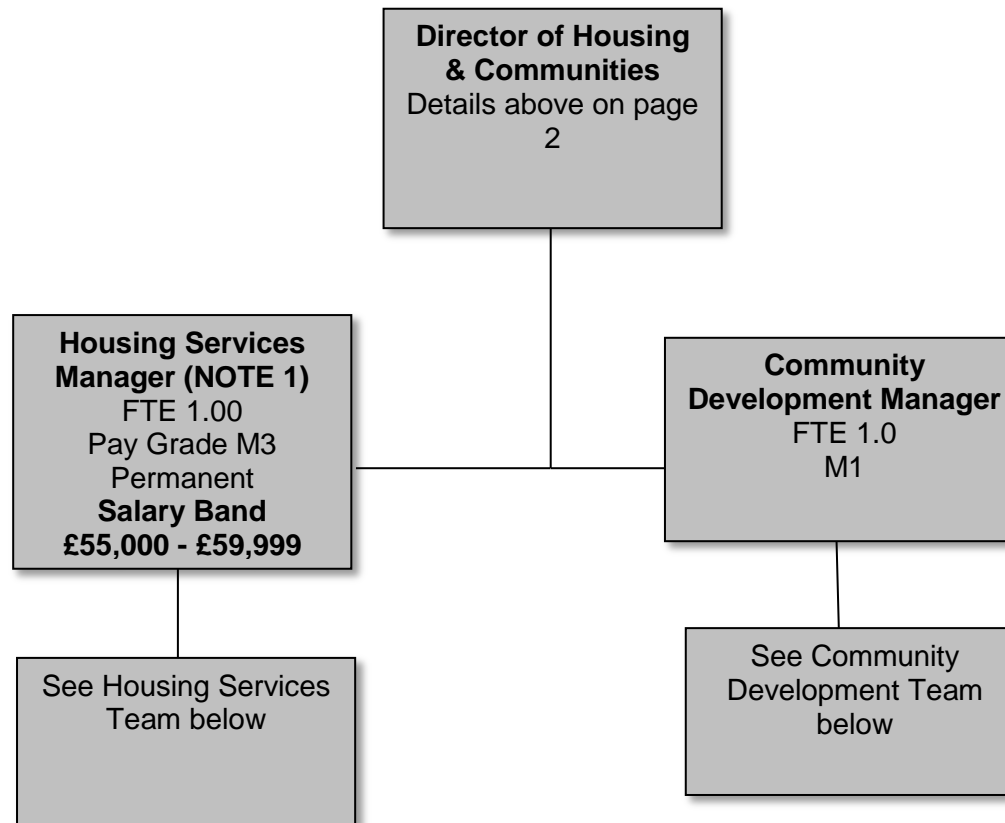 Director of Housing
& Communities
Details above on page
2
Housing Services
Manager (NOTE 1)
FTE 1.00
Pay Grade M3
Permanent
Salary Band
£55,000 - £59,999
Community
Development Manager
FTE 1.0
M1
See Housing Services
Team below
See Community
Development Team
below